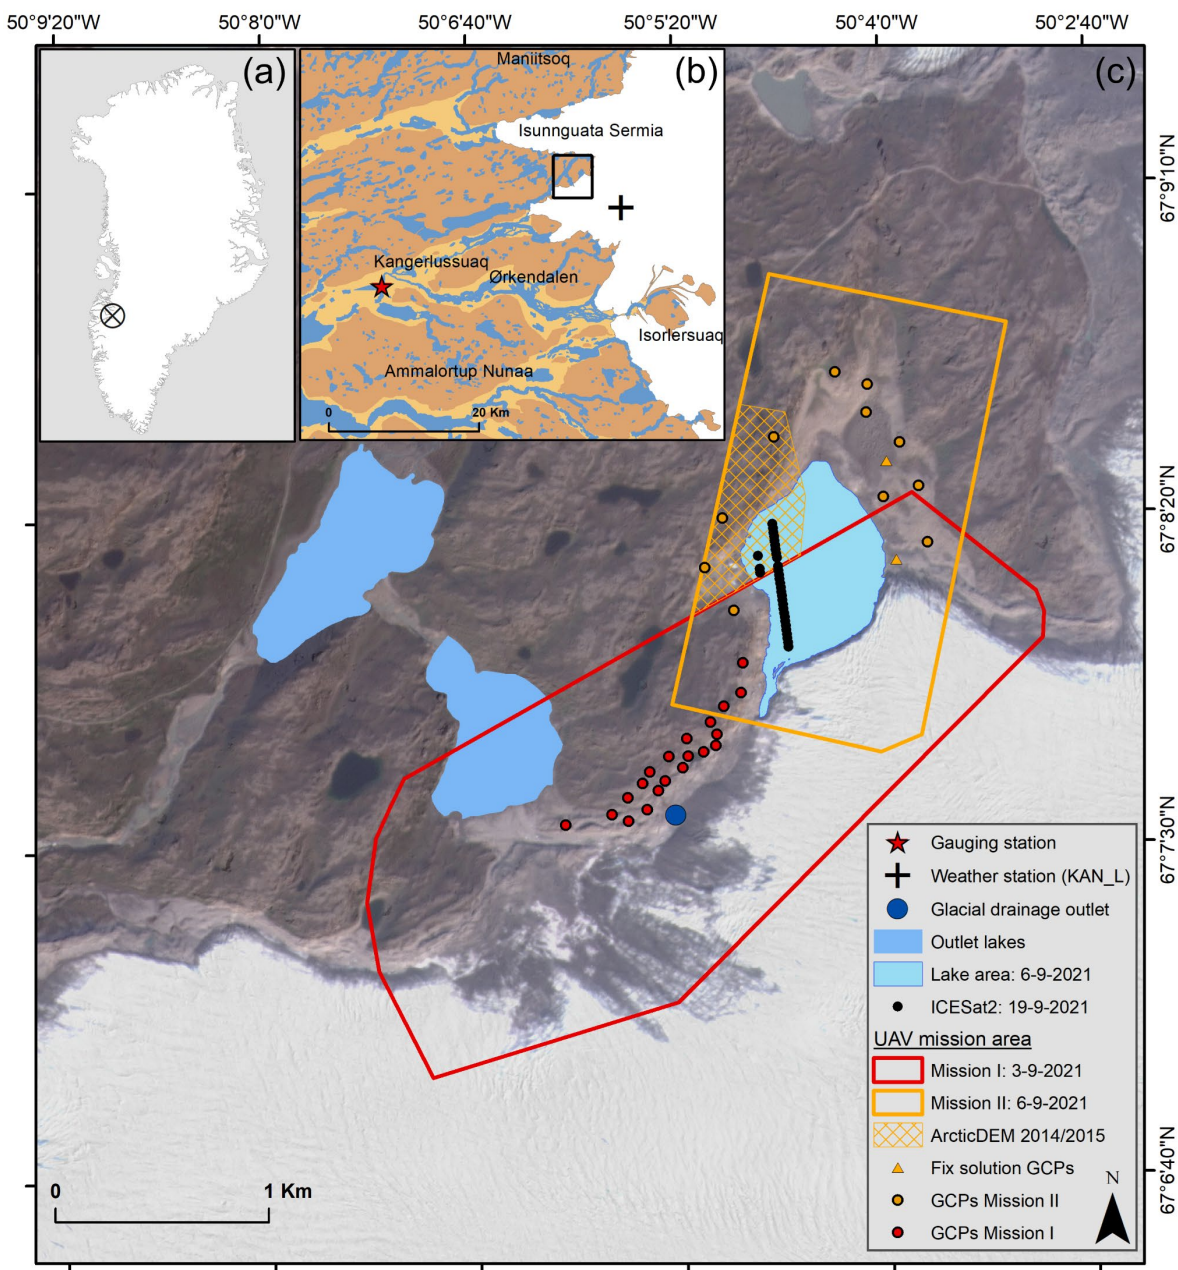 50°9'20"W
50°8'0"W
50°6'40"W
50°5'20"W
50°4'0"W
50°2'40"W
(a)
(b)
(c)
Maniitsoq
Isunnguata Sermia
Kangerlussuaq
Ørkendalen
Isorlersuaq
Ammalortup Nunaa
0
20 Km
67°9'10"N
67°8'20"N
67°7'30"N
67°6'40"N
Gauging station
Weather station (KAN_L)
Glacial drainage outlet
Outlet lakes
Lake area: 6-9-2021
ICESat2: 19-9-2021
UAV mission area
Mission I: 3-9-2021
Mission II: 6-9-2021
ArcticDEM 2014/2015
Fix solution GCPs
GCPs Mission II
GCPs Mission I
N
0
1 Km